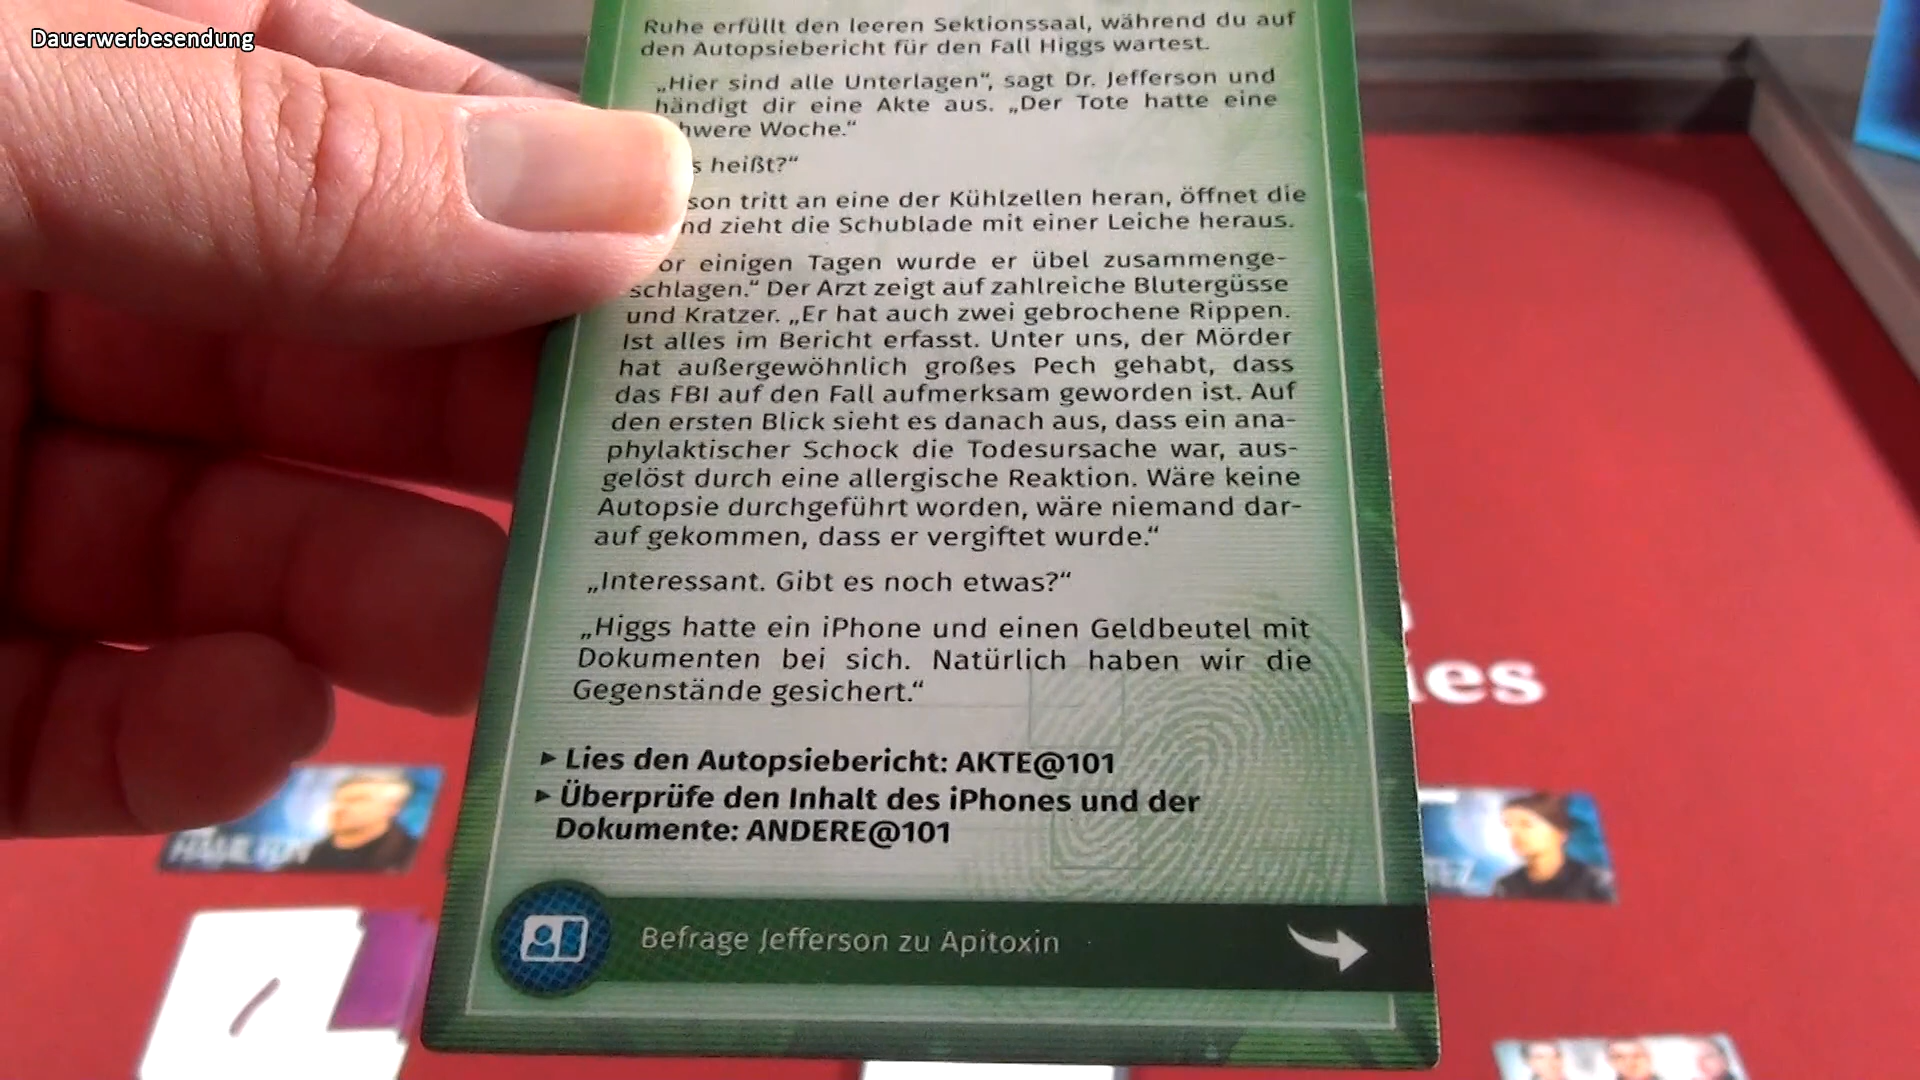 Dauerwerbesendung
Ruhe erfüllt den leeren Sektionssaal, während du auf
den Autopsiebericht für den Fall Higgs wartest.
„Hier sind alle Unterlagen“, sagt Dr. Jefferson und
händigt dir eine Akte aus. „Der Tote hatte eine
hwere Woche.“
s heißt?“
son tritt an eine der Kühlzellen heran, öffnet die
nd zieht die Schublade mit einer Leiche heraus.
or einigen Tagen wurde er übel zusammenge-
schlagen.“ Der Arzt zeigt auf zahlreiche Blutergüsse
und Kratzer. „Er hat auch zwei gebrochene Rippen.
Ist alles im Bericht erfasst. Unter uns, der Mörder
hat außergewöhnlich großes Pech gehabt, dass
das FBI auf den Fall aufmerksam geworden ist. Auf
den ersten Blick sieht es danach aus, dass ein ana-
phylaktischer Schock die Todesursache war, aus-
gelöst durch eine allergische Reaktion. Wäre keine
Autopsie durchgeführt worden, wäre niemand dar-
auf gekommen, dass er vergiftet wurde.“
„Interessant. Gibt es noch etwas?“
„Higgs hatte ein iPhone und einen Geldbeutel mit
Dokumenten bei sich. Natürlich haben wir die
Gegenstände gesichert.“
▸ Lies den Autopsiebericht: AKTE@101
▸ Überprüfe den Inhalt des iPhones und der
Dokumente: ANDERE@101
Befrage Jefferson zu Apitoxin